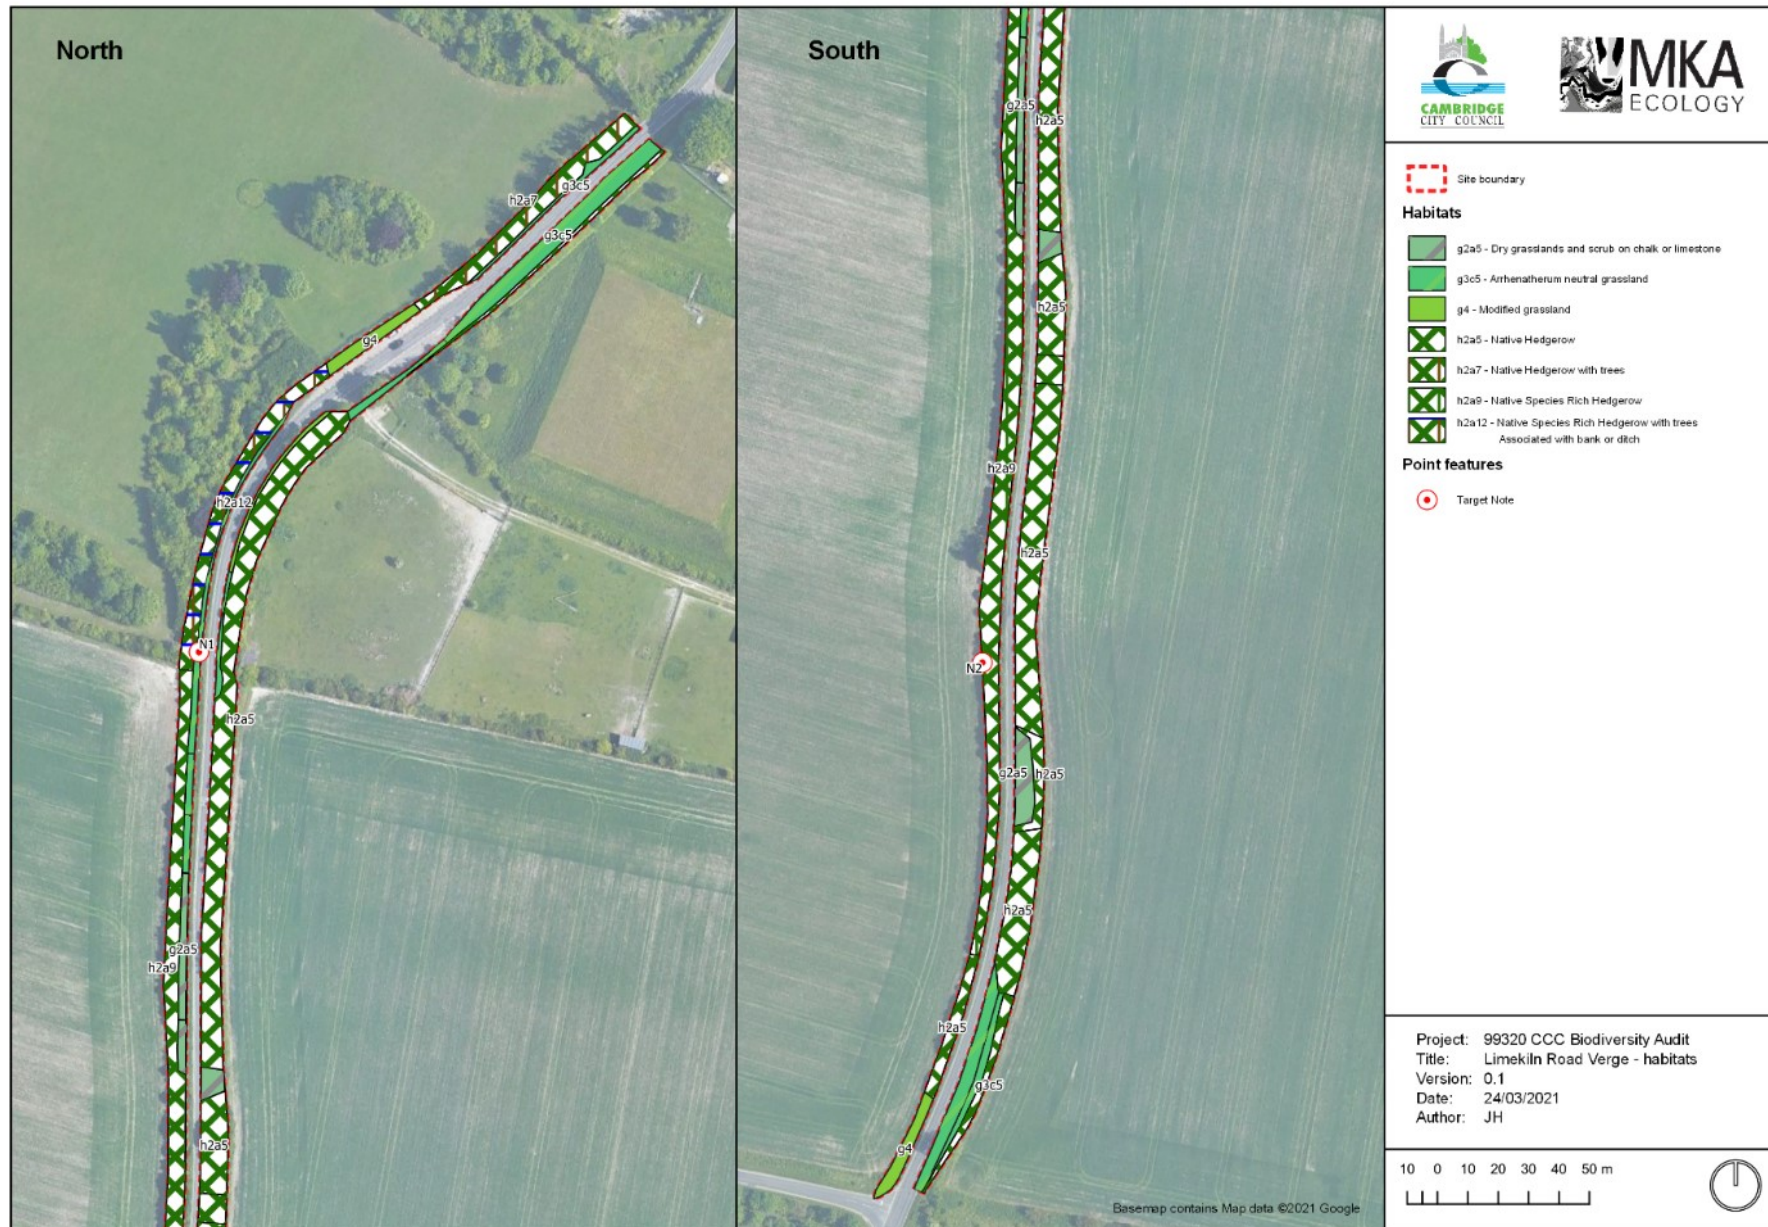 North
h2a7
g3c5
g3c5
g4
h2a12
N1
h2a5
g2a5
h2a9
h2a5
South
g2a5
h2a5
h2a5
h2a9
h2a5
N2
g2a5
h2a5
h2a5
h2a5
g3c5
g4
Basemap contains Map data ©2021 Google
CAMBRIDGE
CITY COUNCIL
MKA
ECOLOGY
Site boundary
Habitats
g2a5 - Dry grasslands and scrub on chalk or limestone
g3c5 - Arrhenatherum neutral grassland
g4 - Modified grassland
h2a5 - Native Hedgerow
h2a7 - Native Hedgerow with trees
h2a9 - Native Species Rich Hedgerow
h2a12 - Native Species Rich Hedgerow with trees
Associated with bank or ditch
Point features
Target Note
Project: 99320 CCC Biodiversity Audit
Title: Limekiln Road Verge - habitats
Version: 0.1
Date: 24/03/2021
Author: JH
10 0 10 20 30 40 50 m